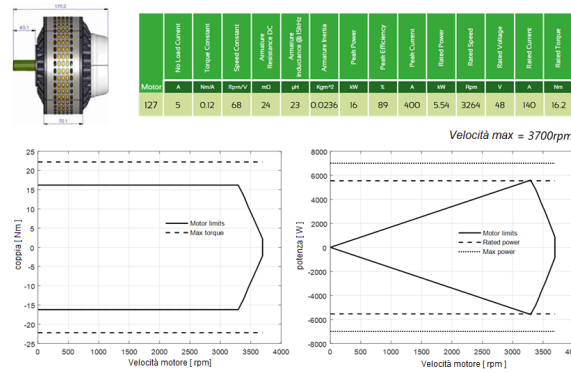 175.2
63.1
70.1
No Load Current
Torque Constant
Speed Constant
Armature Resistance DC
Armature Inductance @15kHz
Armature Inertia
Peak Power
Peak Efficiency
Peak Current
Rated Power
Rated Speed
Rated Voltage
Rated Current
Rated Torque
Motor A Nm/A Rpm/V mΩ µH Kgm^2 kW % A kW Rpm V A Nm
127 5 0.12 68 24 23 0.0236 16 89 400 5.54 3264 48 140 16.2
Velocità max = 3700rpm
25
20
15
10
5
0
-5
-10
-15
-20
-25
coppia [ Nm ]
Motor limits
Max torque
0 500 1000 1500 2000 2500 3000 3500 4000
Velocità motore [ rpm]
8000
6000
4000
2000
0
-2000
-4000
-6000
-8000
potenza [ W ]
Motor limits
Rated power
Max power
0 500 1000 1500 2000 2500 3000 3500 4000
Velocità motore [ rpm ]